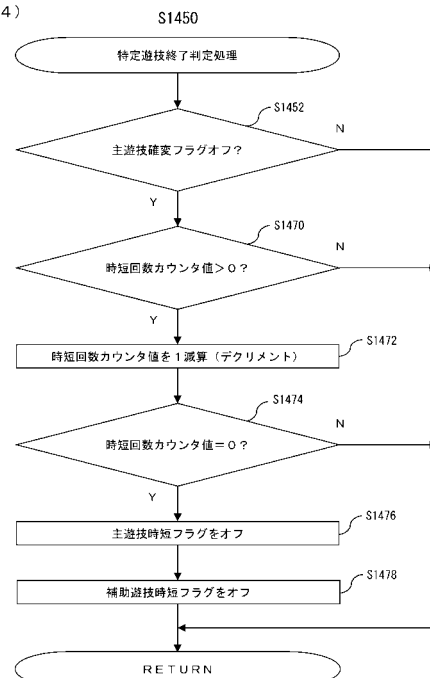 4）
S1450
特定遊技終了判定処理
S1452
主遊技確変フラグオフ？
N
Y
S1470
時短回数カウンタ値＞０？
N
Y
S1472
時短回数カウンタ値を１減算（デクリメント）
S1474
時短回数カウンタ値＝０？
N
Y
S1476
主遊技時短フラグをオフ
S1478
補助遊技時短フラグをオフ
ＲＥＴＵＲＮ